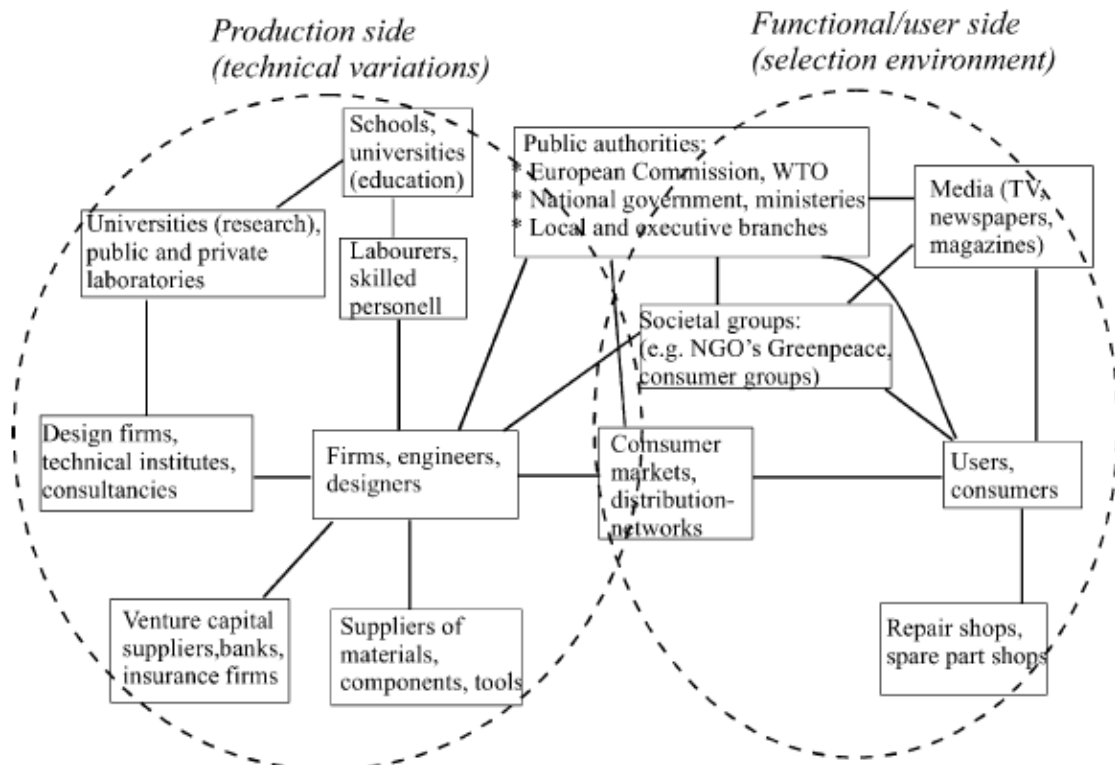 Production side
(technical variations)
Functional/user side
(selection environment)
Schools,
universities
(education)
Public authorities:
* European Commission, WTO
* National government, ministries
* Local and executive branches
Media (TV,
newspapers,
magazines)
Universities (research),
public and private
laboratories
Labourers,
skilled
personell
Societal groups:
(e.g. NGO's Greenpeace,
consumer groups)
Design firms,
technical institutes,
consultancies
Firms, engineers,
designers
Comsumer
markets,
distribution-
networks
Users,
consumers
Venture capital
suppliers,banks,
insurance firms
Suppliers of
materials,
components, tools
Repair shops,
spare part shops